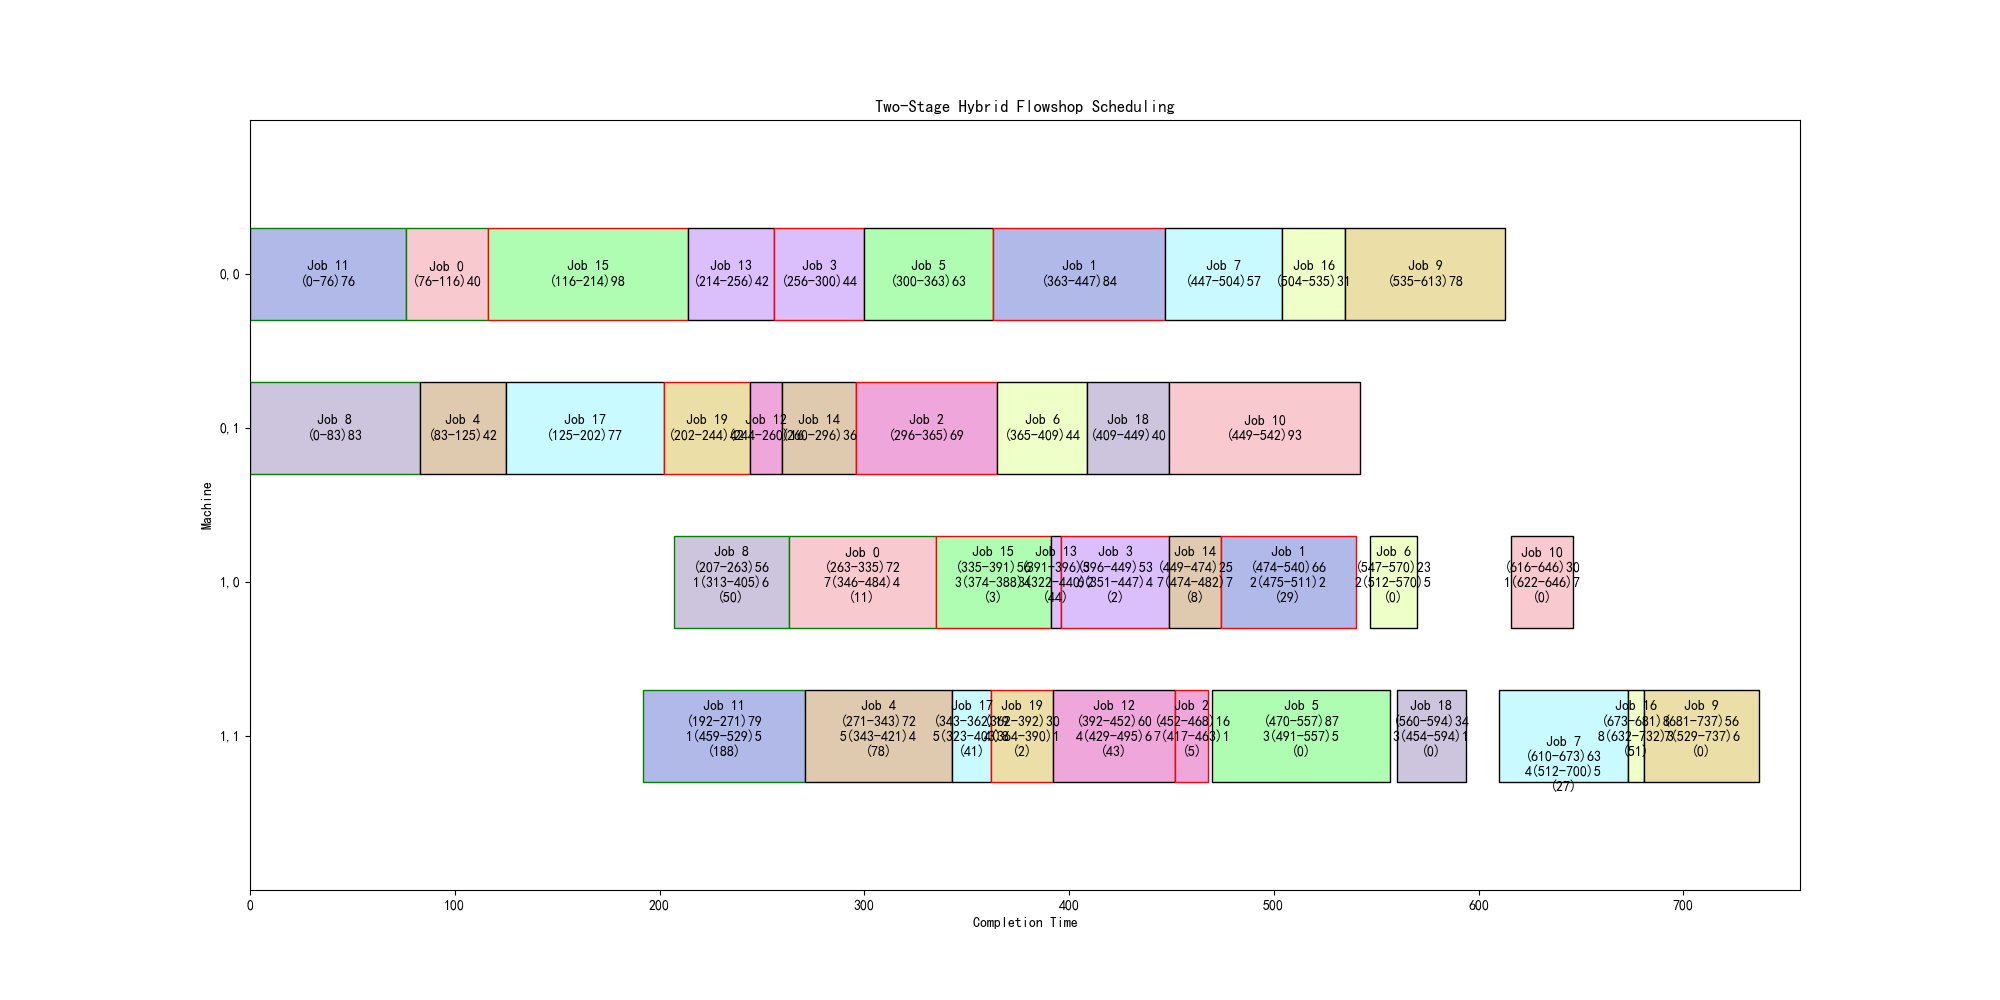 Two-Stage Hybrid Flowshop Scheduling
Machine
0,0
Job 11
(0-76)76
Job 0
(76-116)40
Job 15
(116-214)98
Job 13
(214-256)42
Job 3
(256-300)44
Job 5
(300-363)63
Job 1
(363-447)84
Job 7
(447-504)57
Job 16
(504-535)31
Job 9
(535-613)78
0,1
Job 8
(0-83)83
Job 4
(83-125)42
Job 17
(125-202)77
Job 19
(202-244)42
Job 12
(244-260)16
Job 14
(260-296)36
Job 2
(296-365)69
Job 6
(365-409)44
Job 18
(409-449)40
Job 10
(449-542)93
1,0
Job 8
(207-263)56
1(313-405)6
(50)
Job 0
(263-335)72
7(346-484)4
(11)
Job 15
(335-391)56
3(374-388)4
(3)
Job 13
(391-396)5
(44)
Job 3
(396-449)53
(351-447)4
(2)
Job 14
(449-474)25
7(474-482)7
(8)
Job 1
(474-540)66
2(475-511)2
(29)
Job 6
(547-570)23
2(512-570)5
(0)
Job 10
(616-646)30
1(622-646)7
(0)
1,1
Job 11
(192-271)79
1(459-529)5
(188)
Job 4
(271-343)72
5(343-421)4
(78)
Job 17
(343-362)19
(41)
Job 19
(362-392)30
(364-390)1
(2)
Job 12
(392-452)60
4(429-495)6
(43)
Job 2
(452-468)16
7(417-463)1
(5)
Job 5
(470-557)87
3(491-557)5
(0)
Job 18
(560-594)34
3(454-594)1
(0)
Job 7
(610-673)63
4(512-700)5
(27)
Job 16
(673-681)8
8(632-732)3
(51)
Job 9
(681-737)56
7(529-737)6
(0)
0
100
200
300
400
500
600
700
Completion Time